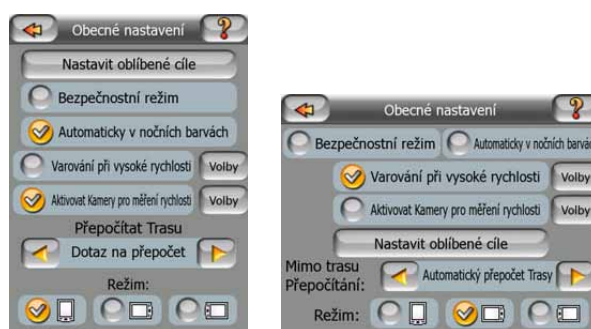 Obecné nastavení
Nastavit oblíbené cíle
Bezpečnostní režim
Automaticky v nočních barvách
Varování při vysoké rychlosti Volby
Aktivovat Kamery pro měření rychlosti Volby
Přepočítat Trasu
Dotaz na přepočet
Režim:
Obecné nastavení
Bezpečnostní režim Automaticky v nočních barvác
Varování při vysoké rychlosti Volby
Aktivovat Kamery pro měření rychlosti Volby
Nastavit oblíbené cíle
Mimo trasu
Přepočítání: Automatický přepočet Trasy
Režim: